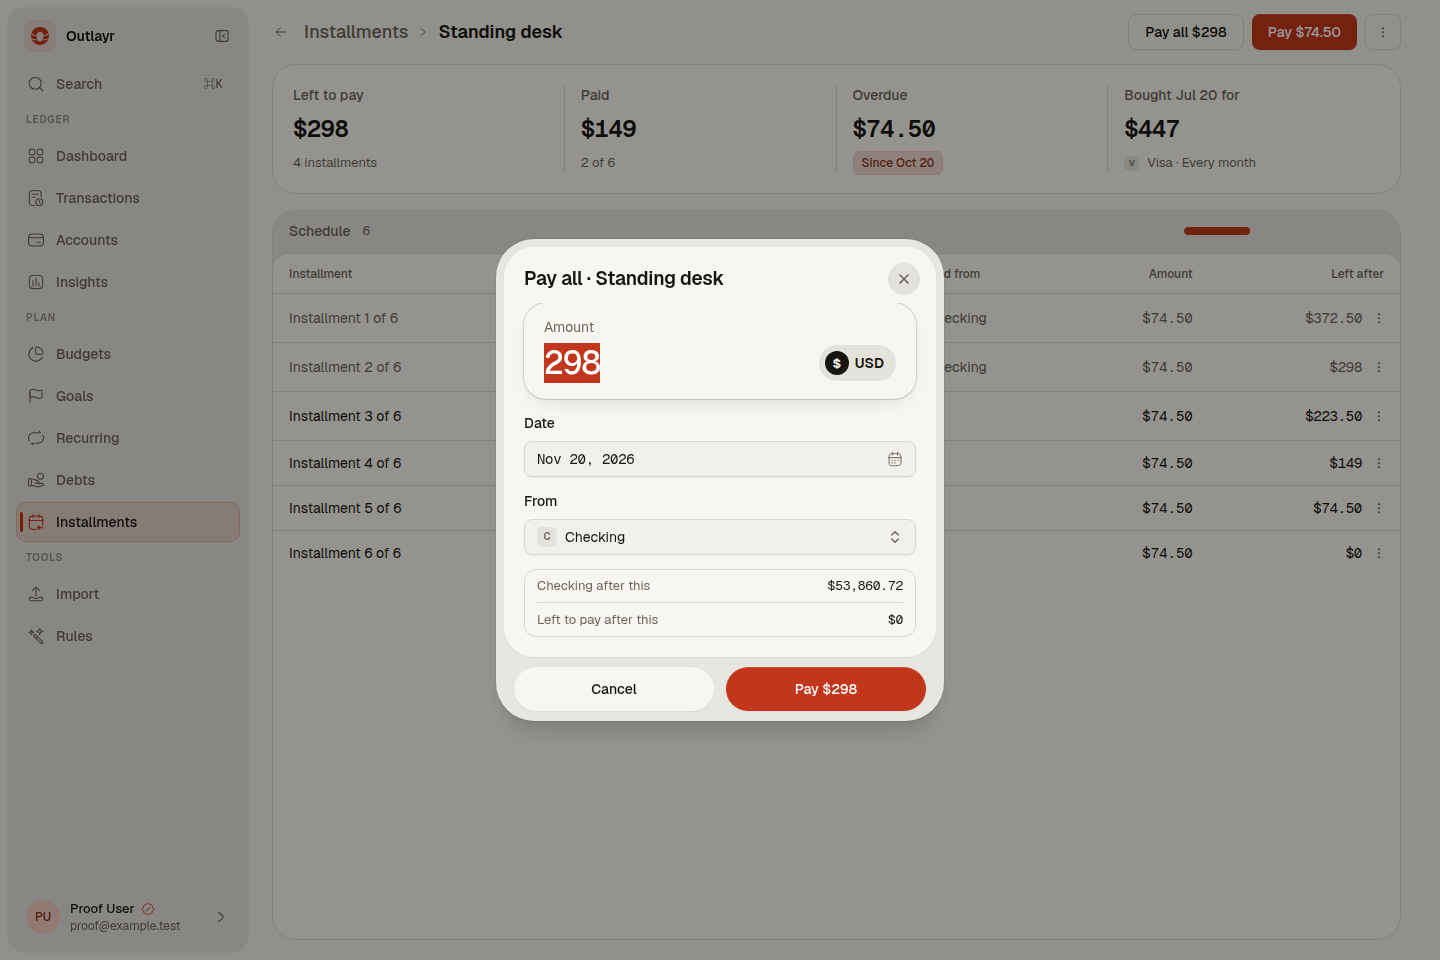 Outlayr
Search
⌘K
LEDGER
Dashboard
Transactions
Accounts
Insights
PLAN
Budgets
Goals
Recurring
Debts
Installments
TOOLS
Import
Rules
PU
Proof User
proof@example.test
Installments
Standing desk
Pay all $298
Pay $74.50
Left to pay
$298
4 installments
Paid
$149
2 of 6
Overdue
$74.50
Since Oct 20
Bought Jul 20 for
$447
V Visa · Every month
Schedule 6
Installment
from
Amount
Left after
Installment 1 of 6
$74.50
$372.50
Installment 2 of 6
$74.50
$298
Installment 3 of 6
$74.50
$223.50
Installment 4 of 6
$74.50
$149
Installment 5 of 6
$74.50
$74.50
Installment 6 of 6
$74.50
$0
Pay all · Standing desk
Amount
298
$ USD
Date
Nov 20, 2026
From
C Checking
Checking after this
$53,860.72
Left to pay after this
$0
Cancel
Pay $298